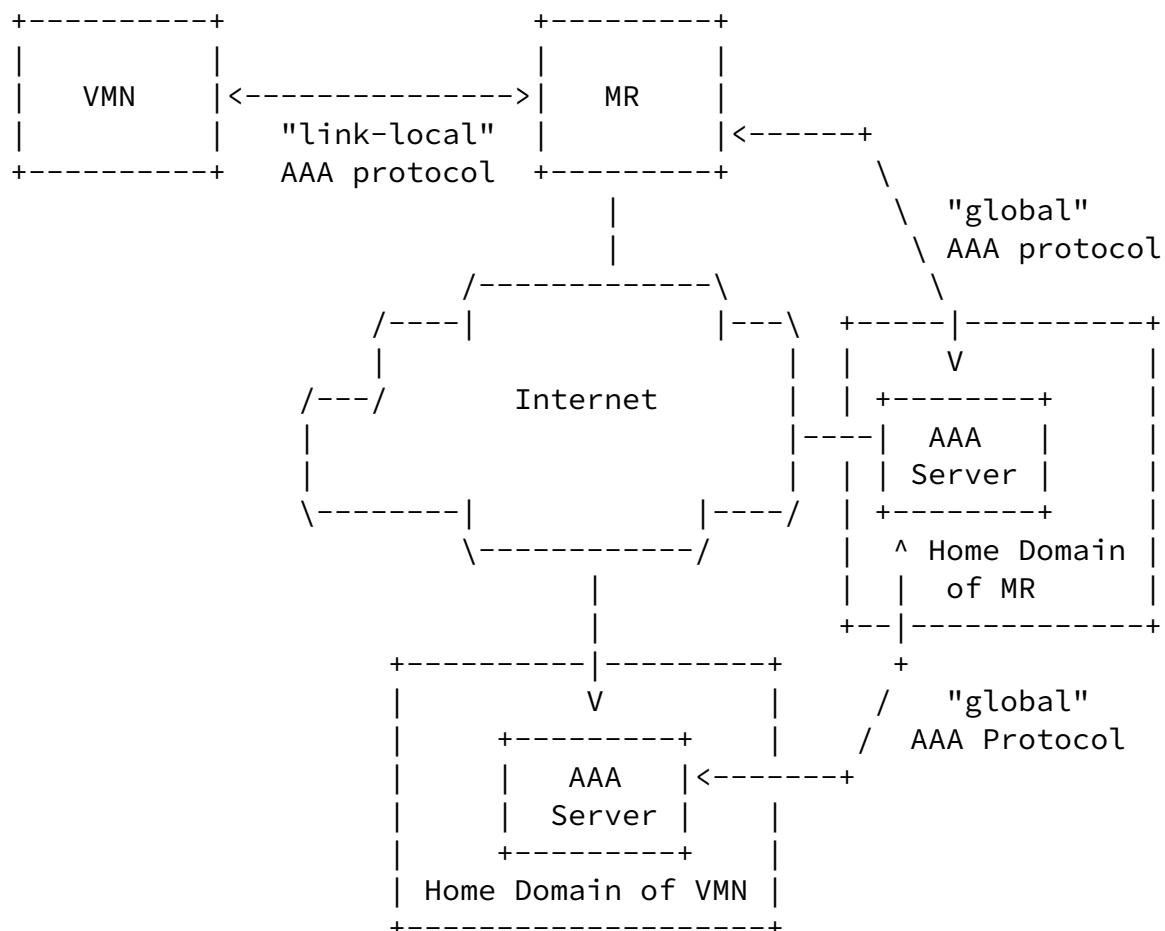 VMN
MR
"link-local"
AAA protocol
"global"
AAA protocol
Internet
AAA
Server
Home Domain
of MR
"global"
AAA Protocol
AAA
Server
Home Domain of VMN